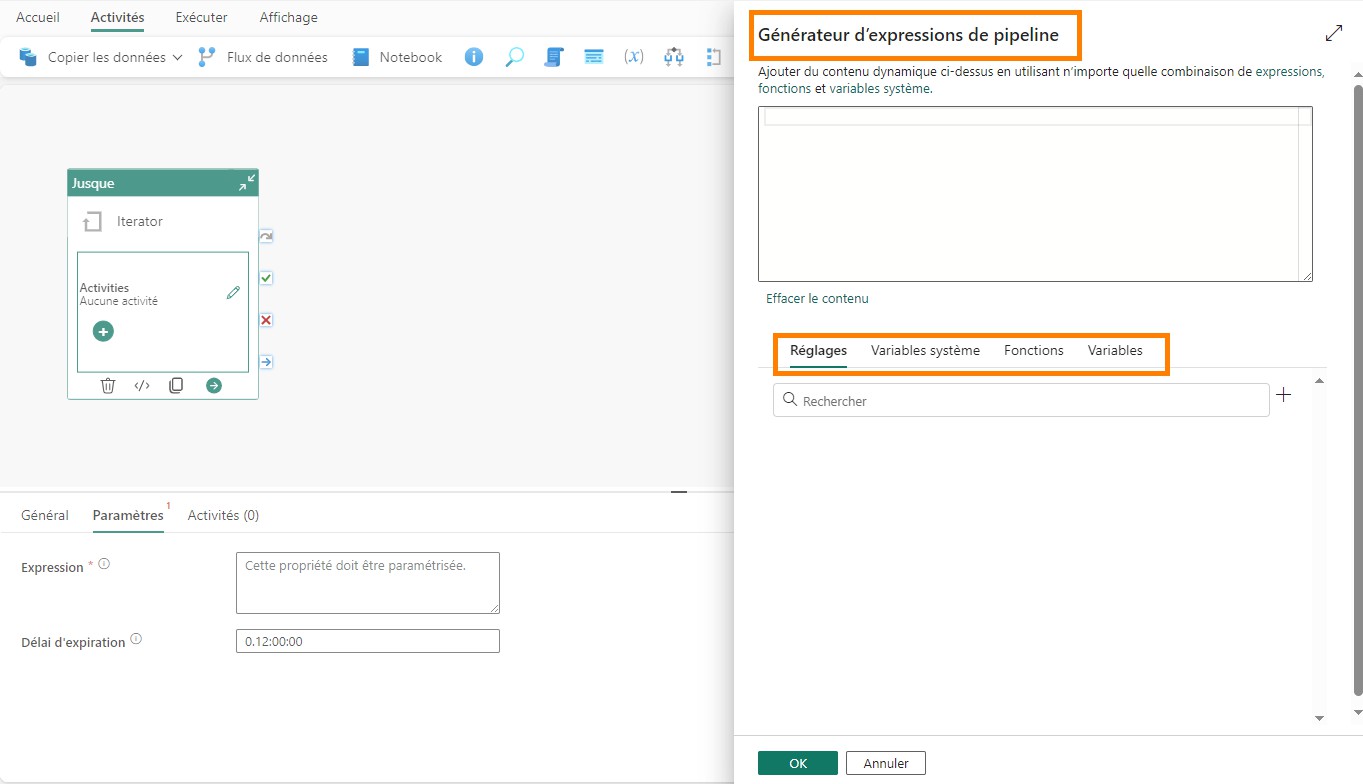 Accueil
Activités
Exécuter
Affichage
Copier les données
Flux de données
Notebook
(x)
Jusque
Iterator
Activities
Aucune activité
Général
Paramètres 1
Activités (0)
Expression *
Cette propriété doit être paramétrisée.
Délai d'expiration
0.12:00:00
Générateur d’expressions de pipeline
Ajouter du contenu dynamique ci-dessus en utilisant n’importe quelle combinaison de expressions,
fonctions et variables système.
Effacer le contenu
Réglages
Variables système
Fonctions
Variables
Rechercher
OK
Annuler